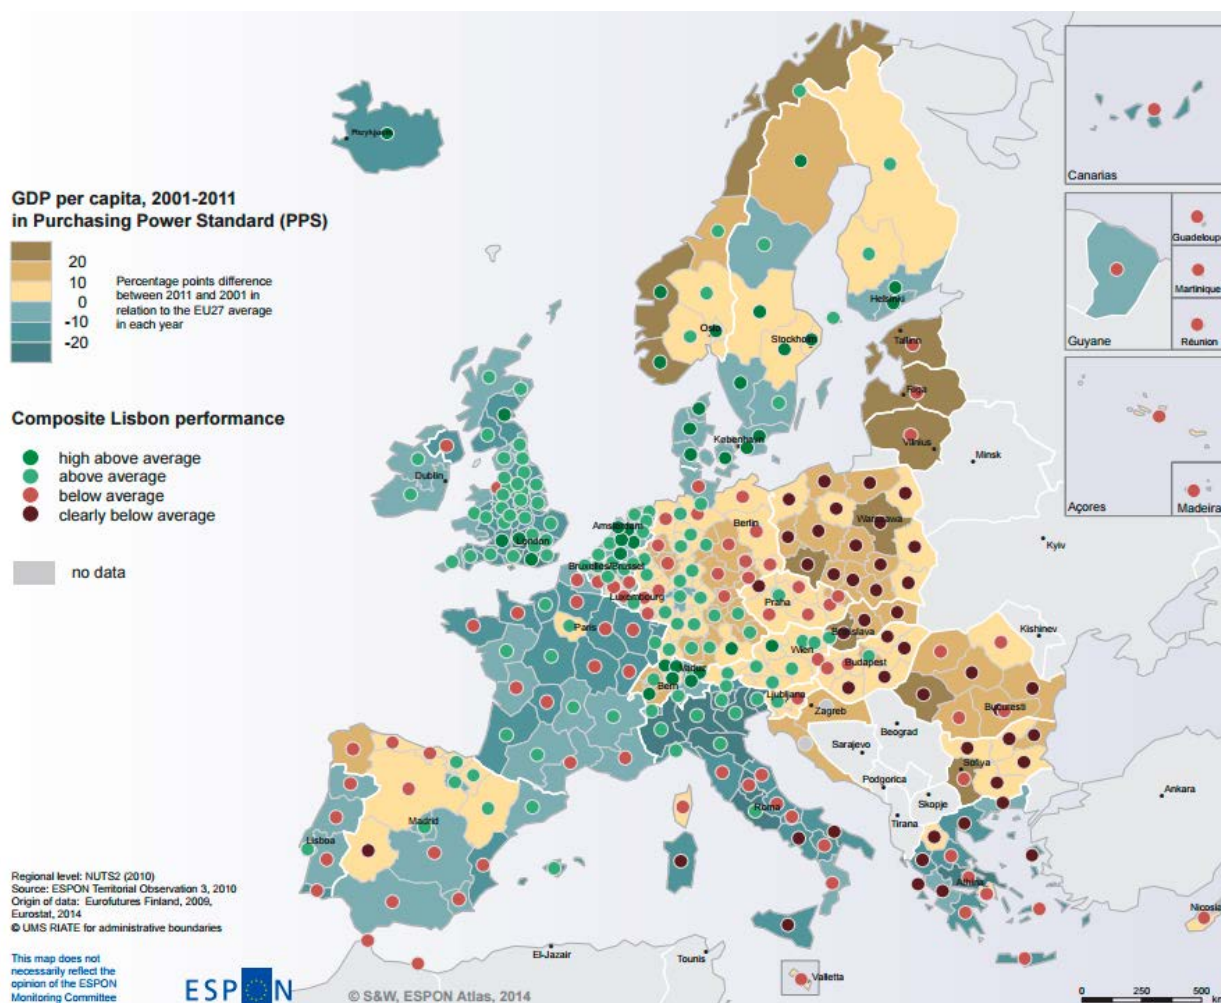 GDP per capita, 2001-2011
in Purchasing Power Standard (PPS)
20
10
0
-10
-20
Percentage points difference
between 2011 and 2001 in
relation to the EU27 average
in each year
Composite Lisbon performance
high above average
above average
below average
clearly below average
no data
Reykjavik
Oslo
Stockholm
Helsinki
Tallinn
Riga
Vilnius
Minsk
København
Dublin
London
Amsterdam
Berlin
Warszawa
Bruxelles/Brussel
Luxembourg
Praha
Kyiv
Paris
Wien
Bratislava
Budapest
Kishinev
Vaduz
Bern
Ljubljana
Zagreb
Bucuresti
Beograd
Sarajevo
Sofiya
Podgorica
Skopje
Tirana
Roma
Madrid
Lisboa
Ankara
Athina
Nicosia
El-Jazair
Tounis
Valletta
Canarias
Guadeloupe
Martinique
Guyane
Réunion
Açores
Madeira
Regional level: NUTS2 (2010)
Source: ESPON Territorial Observation 3, 2010
Origin of data: Eurofutures Finland, 2009,
Eurostat, 2014
© UMS RIATE for administrative boundaries
This map does not
necessarily reflect the
opinion of the ESPON
Monitoring Committee
ESPON
© S&W, ESPON Atlas, 2014
0 250 500